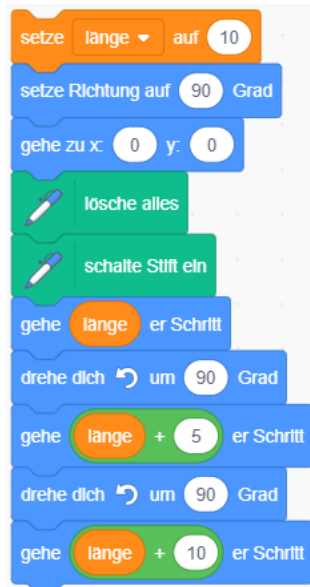 setze länge auf 10
setze Richtung auf 90 Grad
gehe zu x: 0 y: 0
lösche alles
schalte Stift ein
gehe länge er Schritt
drehe dich um 90 Grad
gehe länge + 5 er Schritt
drehe dich um 90 Grad
gehe länge + 10 er Schritt